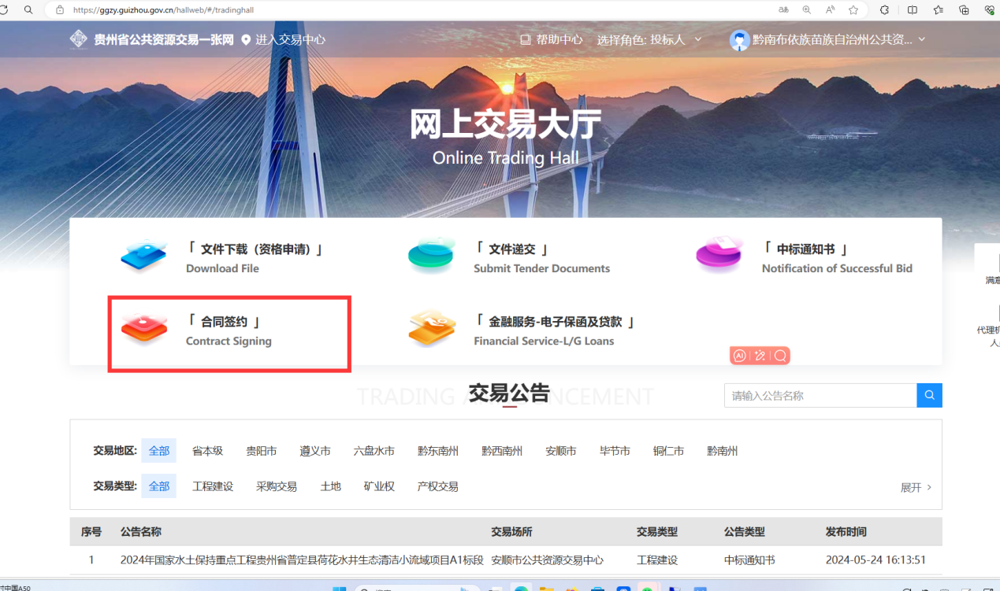 https://ggzy.guizhou.gov.cn/hallweb/#/tradinghall
贵州省公共资源交易一张网 进入交易中心 帮助中心 选择角色: 投标人 黔南布依族苗族自治州公共资...
网上交易大厅
Online Trading Hall
「 文件下载（资格申请）」 「 文件递交 」 「 中标通知书 」
Download File Submit Tender Documents Notification of Successful Bid
「 合同签约 」 「 金融服务-电子保函及贷款 」
Contract Signing Financial Service-L/G Loans
满意
代理机
人
AI
交易公告
请输入公告名称
交易地区: 全部 省本级 贵阳市 遵义市 六盘水市 黔东南州 黔西南州 安顺市 毕节市 铜仁市 黔南州
交易类型: 全部 工程建设 采购交易 土地 矿业权 产权交易 展开
序号 公告名称 交易场所 交易类型 公告类型 发布时间
1 2024年国家水土保持重点工程贵州省普定县荷花水井生态清洁小流域项目A1标段 安顺市公共资源交易中心 工程建设 中标通知书 2024-05-24 16:13:51
中国A50